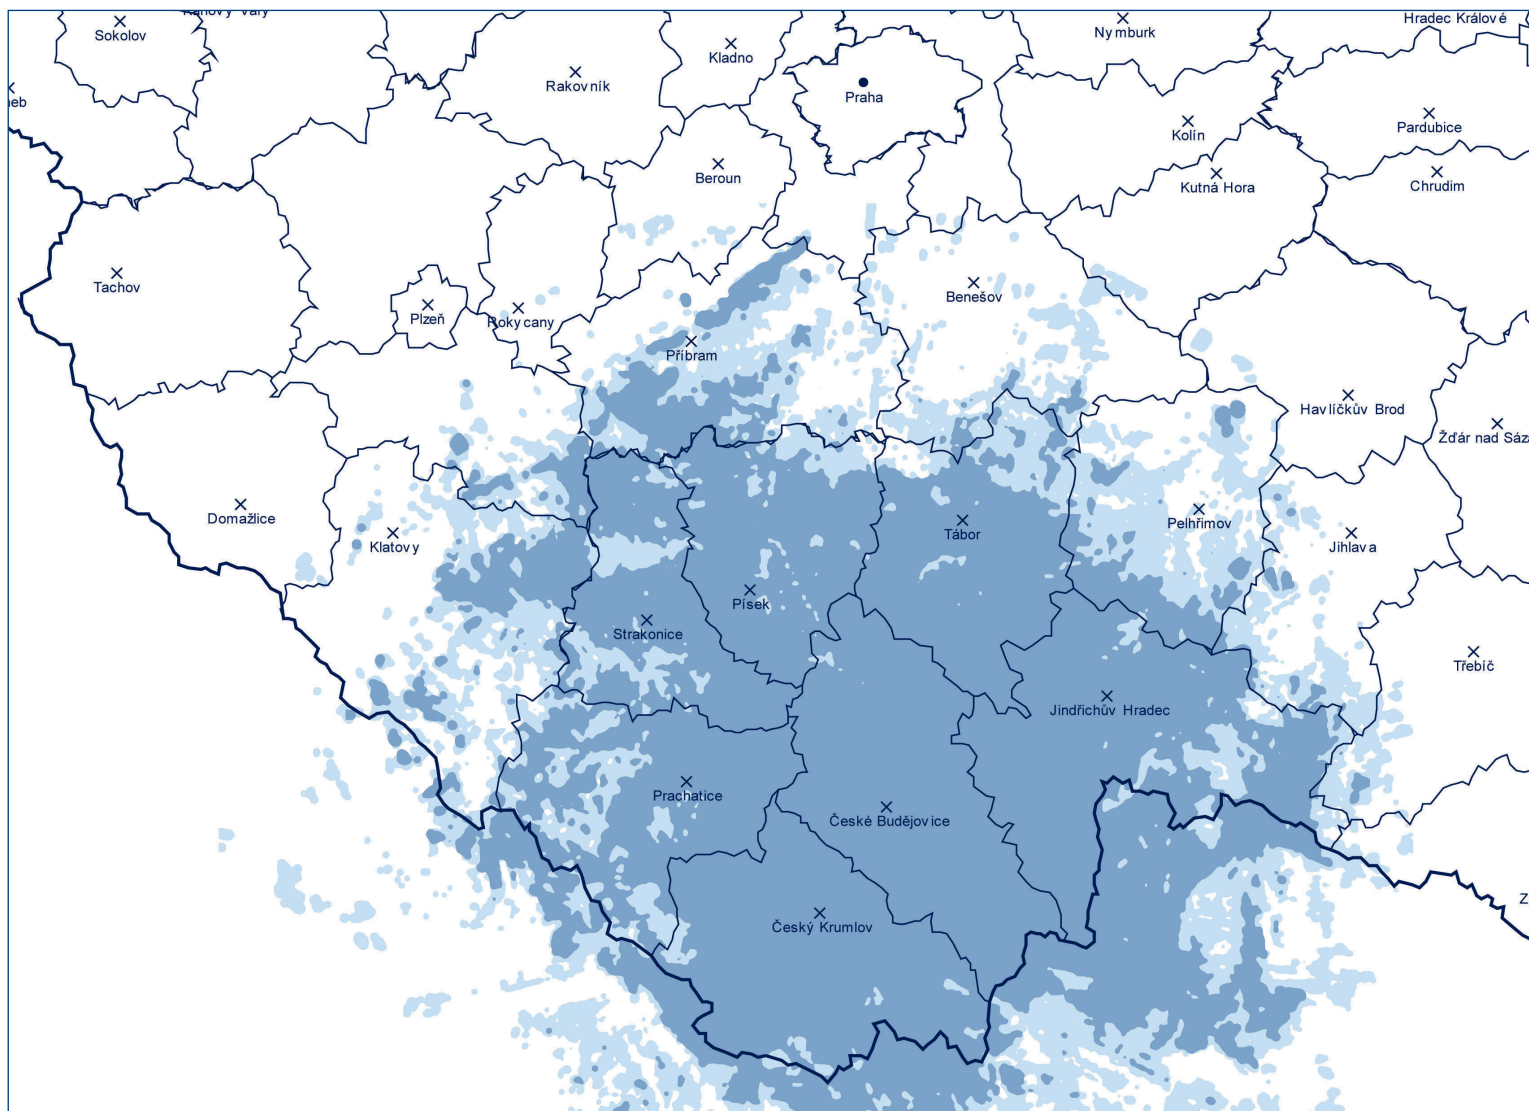 Karlovy Vary
Hradec Králové
Sokolov
Nymburk
Kladno
Rakovník
Praha
Kolín
Pardubice
Beroun
Kutná Hora
Chrudim
Tachov
Benešov
Plzeň
Rokycany
Příbram
Havlíčkův Brod
Žďár nad Sáz
Domažlice
Pelhřimov
Klatovy
Tábor
Jihlava
Písek
Strakonice
Třebíč
Jindřichův Hradec
Prachatice
České Budějovice
Český Krumlov
Z